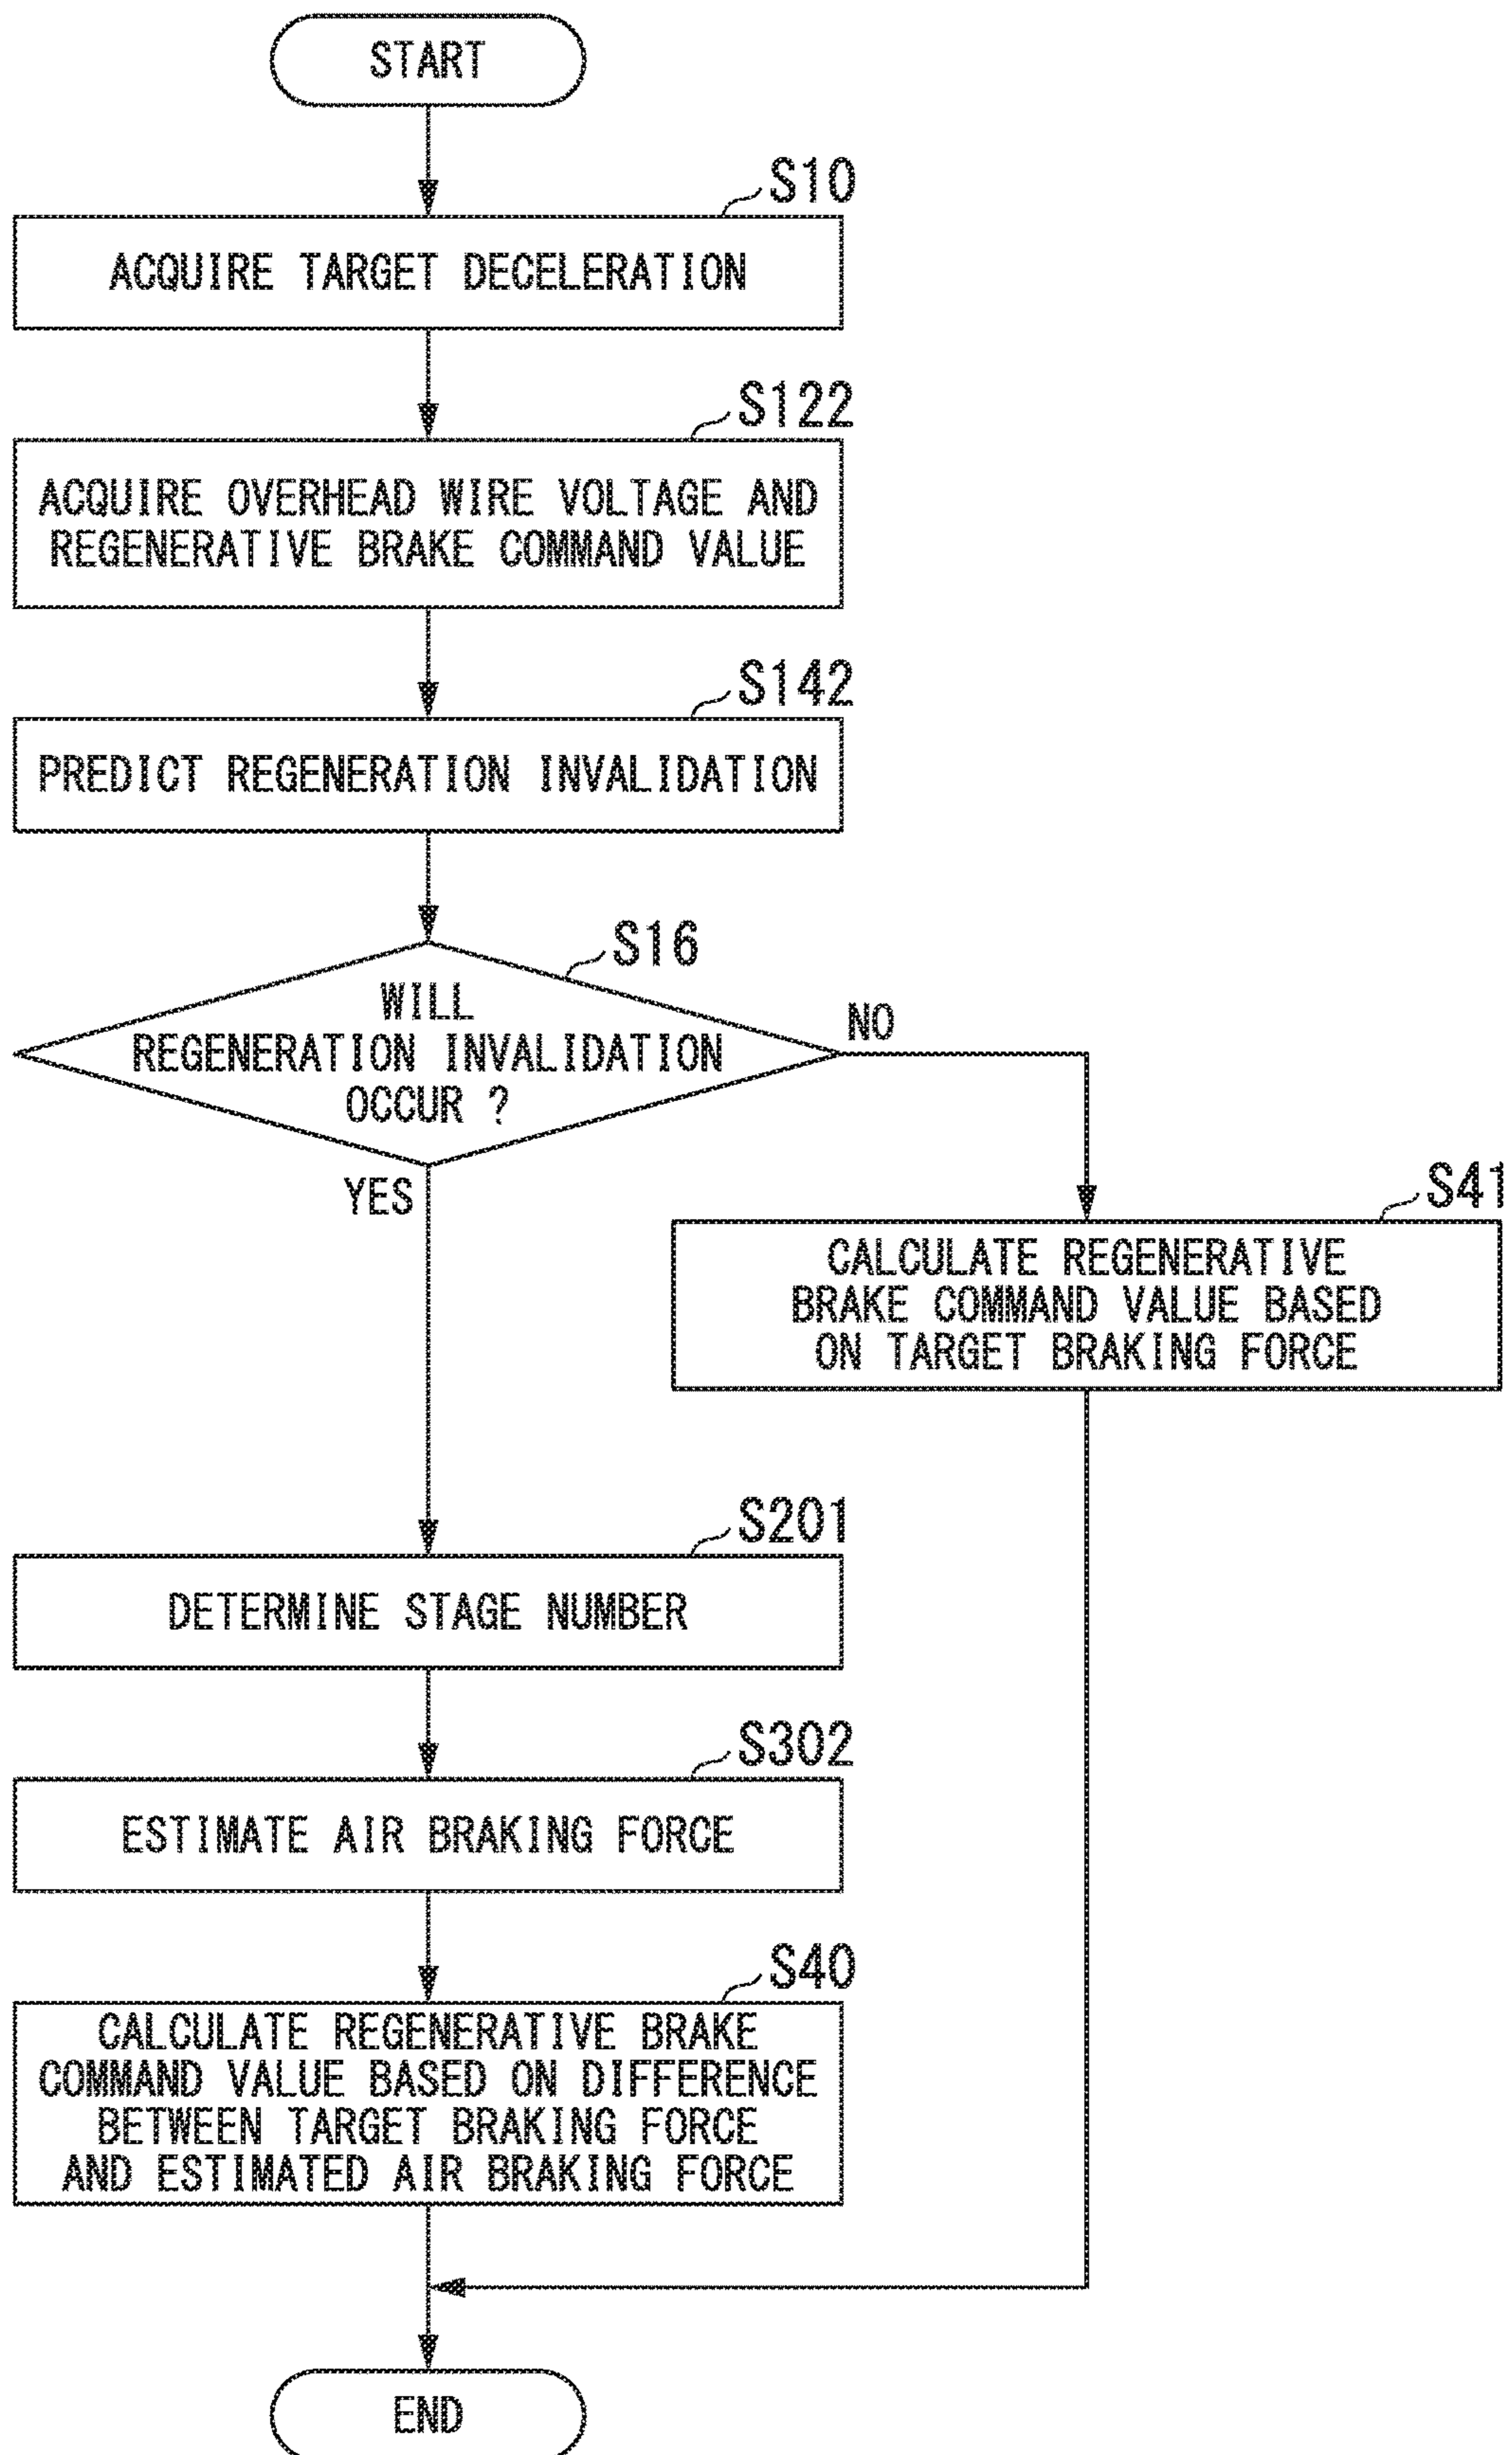 START
S10
ACQUIRE TARGET DECELERATION
S122
ACQUIRE OVERHEAD WIRE VOLTAGE AND
REGENERATIVE BRAKE COMMAND VALUE
S142
PREDICT REGENERATION INVALIDATION
S16
WILL
REGENERATION INVALIDATION
OCCUR ?
NO
YES
S41
CALCULATE REGENERATIVE
BRAKE COMMAND VALUE BASED
ON TARGET BRAKING FORCE
S201
DETERMINE STAGE NUMBER
S302
ESTIMATE AIR BRAKING FORCE
S40
CALCULATE REGENERATIVE BRAKE
COMMAND VALUE BASED ON DIFFERENCE
BETWEEN TARGET BRAKING FORCE
AND ESTIMATED AIR BRAKING FORCE
END